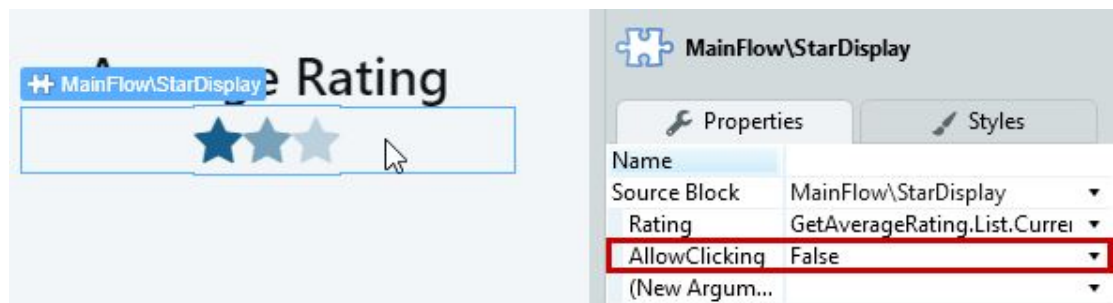 Average Rating
MainFlow\StarDisplay
MainFlow\StarDisplay
Properties
Styles
Name
Source Block MainFlow\StarDisplay
Rating GetAverageRating.List.Currei
AllowClicking False
(New Argum...